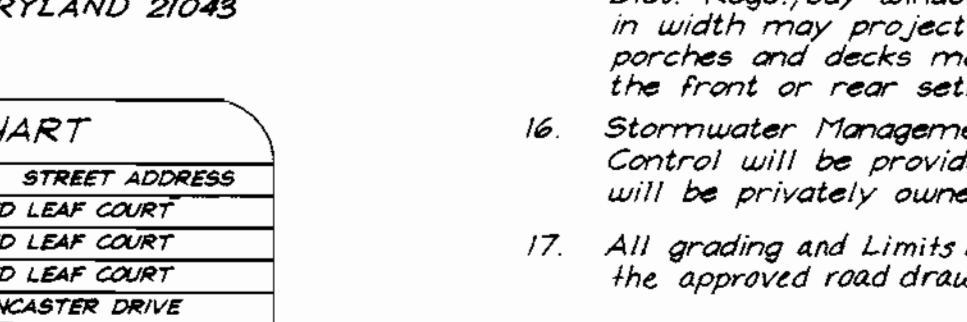 RYLAND 21043
HART
STREET ADDRESS
D LEAF COURT
D LEAF COURT
D LEAF COURT
NCASTER DRIVE
in width may project
porches and decks m
the front or rear set
16. Stormwater Manageme
Control will be provid
will be privately owne
17. All grading and Limits
the approved road draw